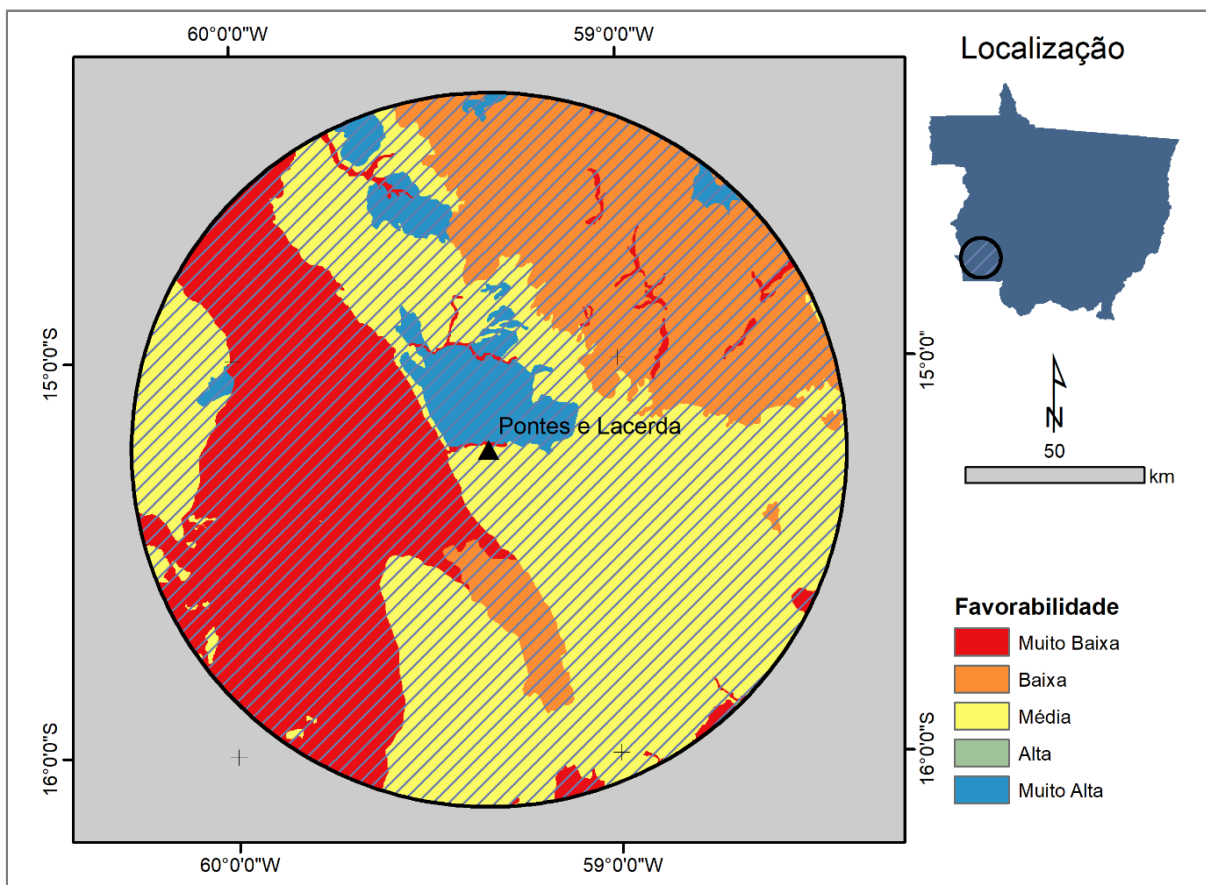 60°0'0"W
59°0'0"W
Localização
15°0'0"S
15°0'0"
Pontes e Lacerda
N
50
km
Favorabilidade
Muito Baixa
Baixa
Média
Alta
Muito Alta
16°0'0"S
16°0'0"S
60°0'0"W
59°0'0"W